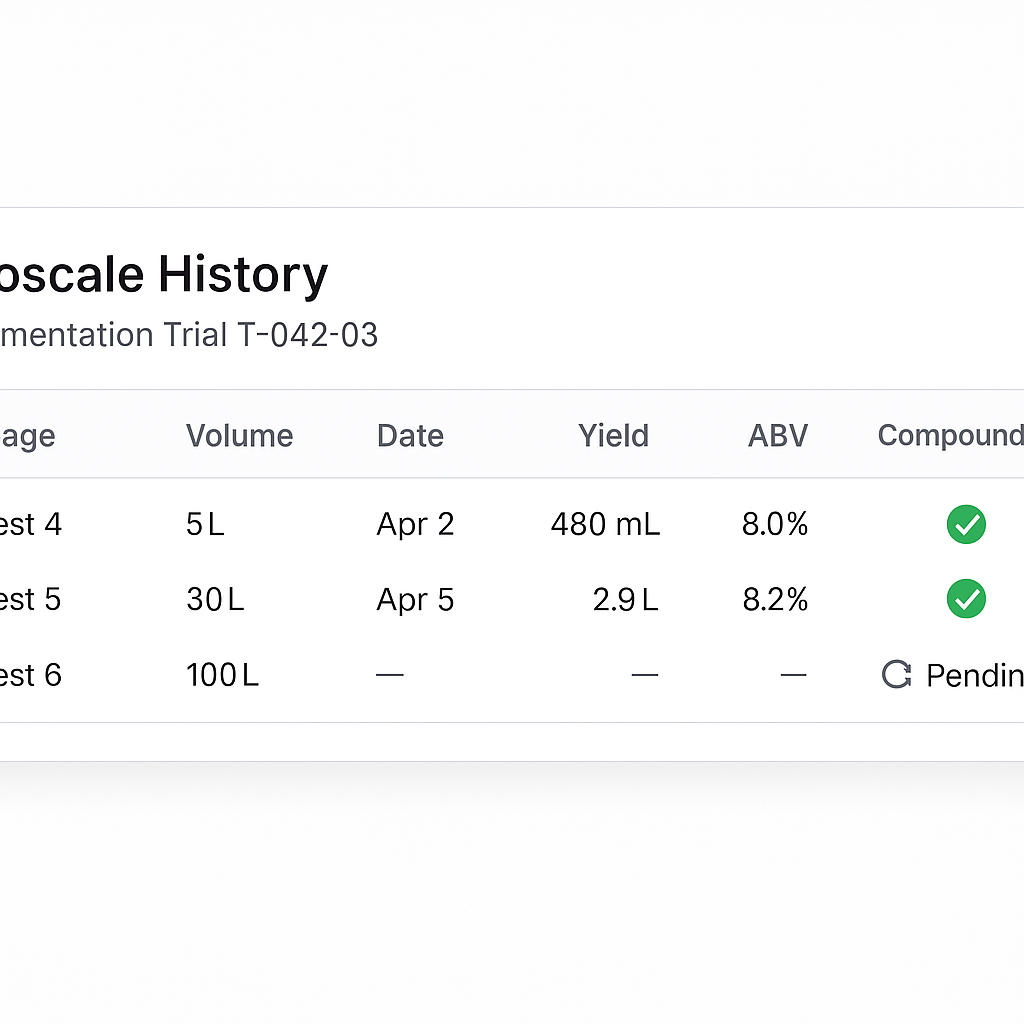 oscale History
mentation Trial T-042-03
age Volume Date Yield ABV Compound
est 4 5 L Apr 2 480 mL 8.0%
est 5 30 L Apr 5 2.9 L 8.2%
est 6 100 L — — — Pendin